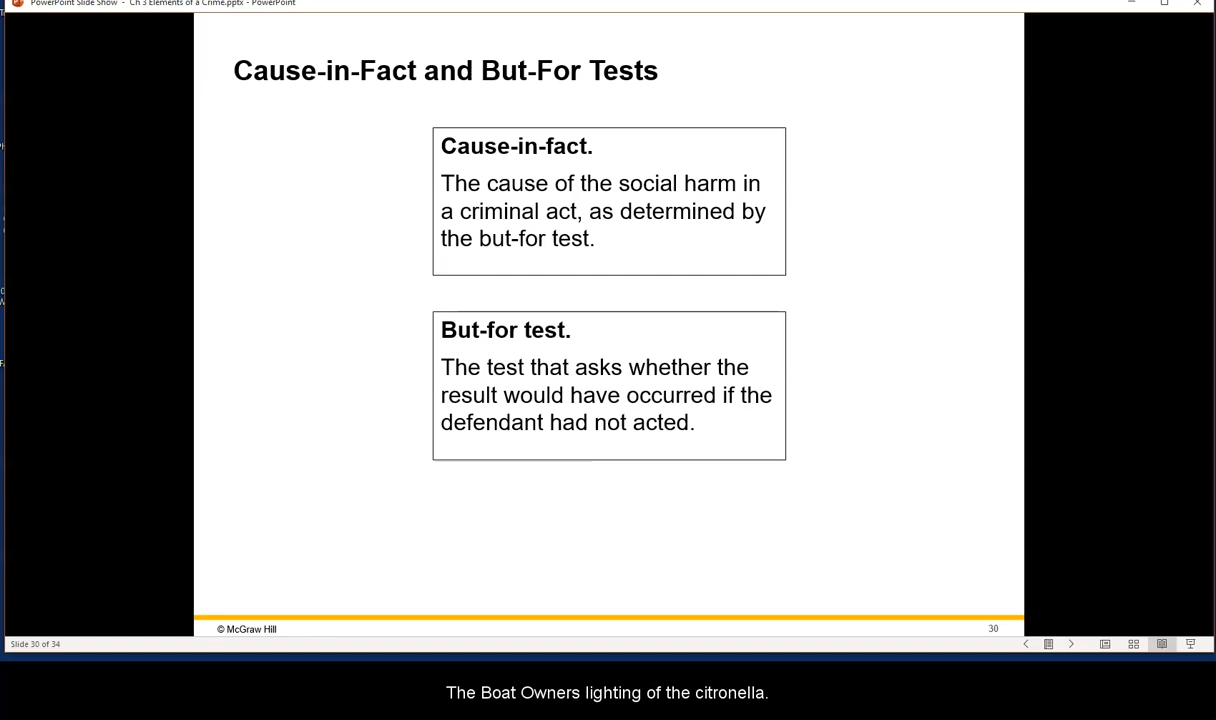 PowerPoint Slide Show - Ch 3 Elements of a Crime.pptx - PowerPoint
Cause-in-Fact and But-For Tests
Cause-in-fact.
The cause of the social harm in
a criminal act, as determined by
the but-for test.
But-for test.
The test that asks whether the
result would have occurred if the
defendant had not acted.
© McGraw Hill
30
Slide 30 of 34
The Boat Owners lighting of the citronella.